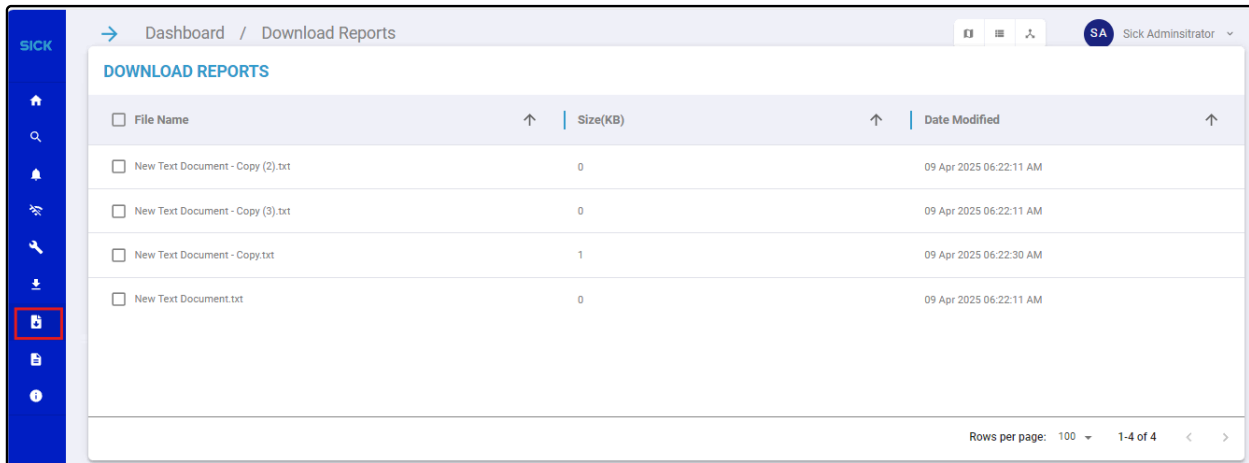 SICK
Dashboard / Download Reports
SA Sick Adminsitrator
DOWNLOAD REPORTS
File Name Size(KB) Date Modified
New Text Document - Copy (2).txt 0 09 Apr 2025 06:22:11 AM
New Text Document - Copy (3).txt 0 09 Apr 2025 06:22:11 AM
New Text Document - Copy.txt 1 09 Apr 2025 06:22:30 AM
New Text Document.txt 0 09 Apr 2025 06:22:11 AM
Rows per page: 100 1-4 of 4